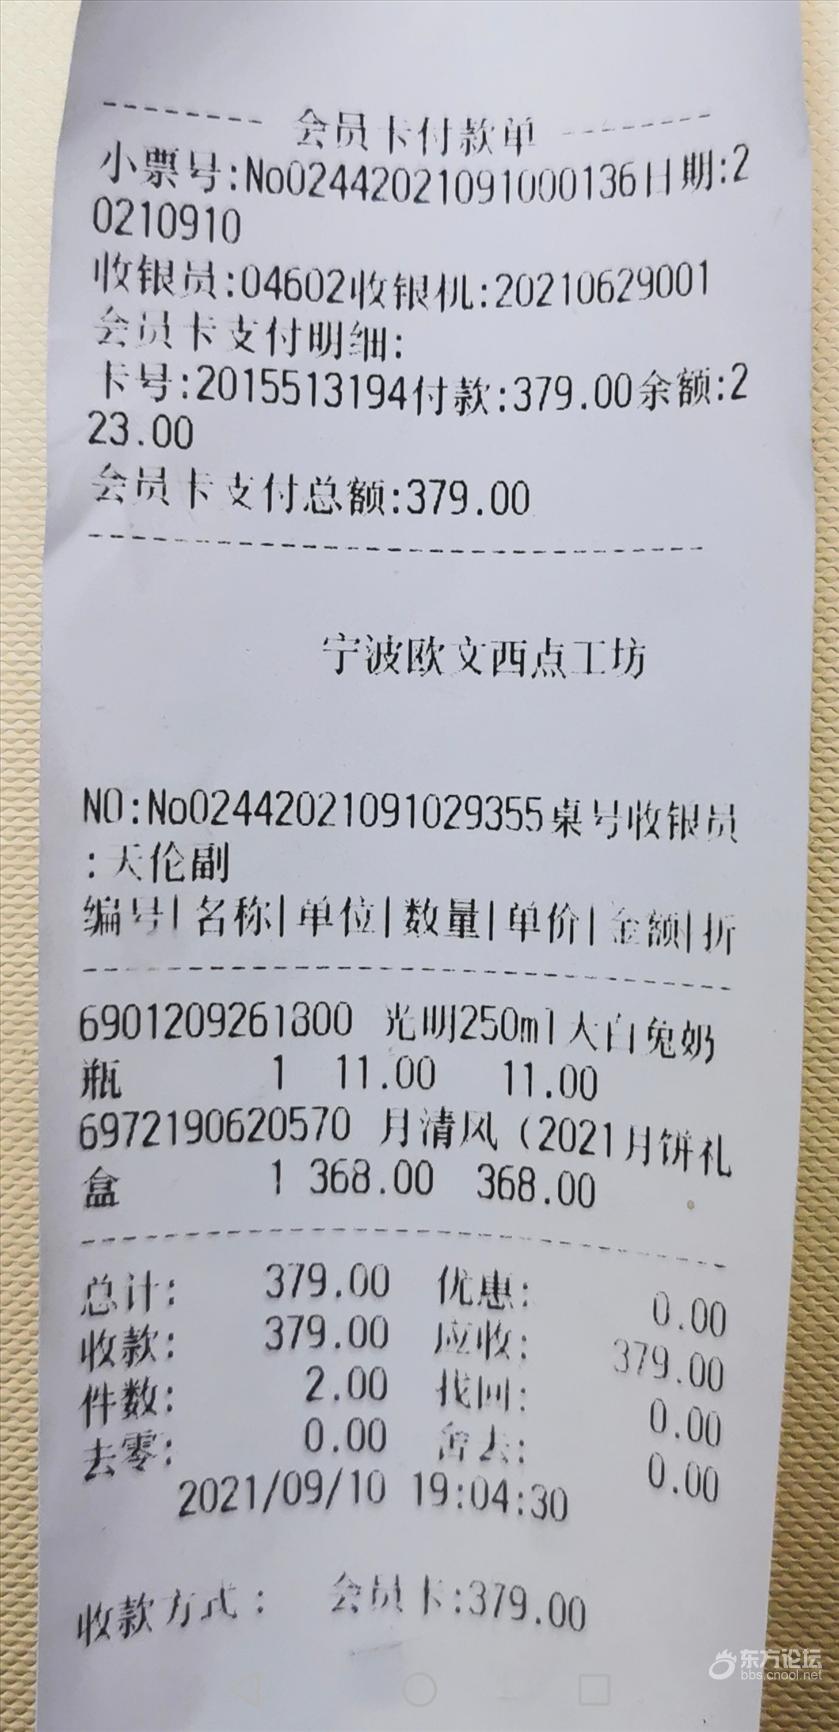 会员卡付款单
小票号:No02442021091000136日期:2
0210910
收银员:04602收银机:20210629001
会员卡支付明细:
卡号:2015513194付款:379.00余额:2
23.00
会员卡支付总额:379.00
宁波欧文西点工坊
NO:No02442021091029355桌号收银员
:天伦副
编号|名称|单位|数量|单价|金额|折
6901209261300 光明250ml大白兔奶
瓶 1 11.00 11.00
6972190620570 月清风（2021月饼礼
盒 1 368.00 368.00
总计: 379.00 优惠: 0.00
收款: 379.00 应收: 379.00
件数: 2.00 找回: 0.00
去零: 0.00 舍去: 0.00
2021/09/10 19:04:30
收款方式: 会员卡:379.00
东方论坛
bbs.cnool.net